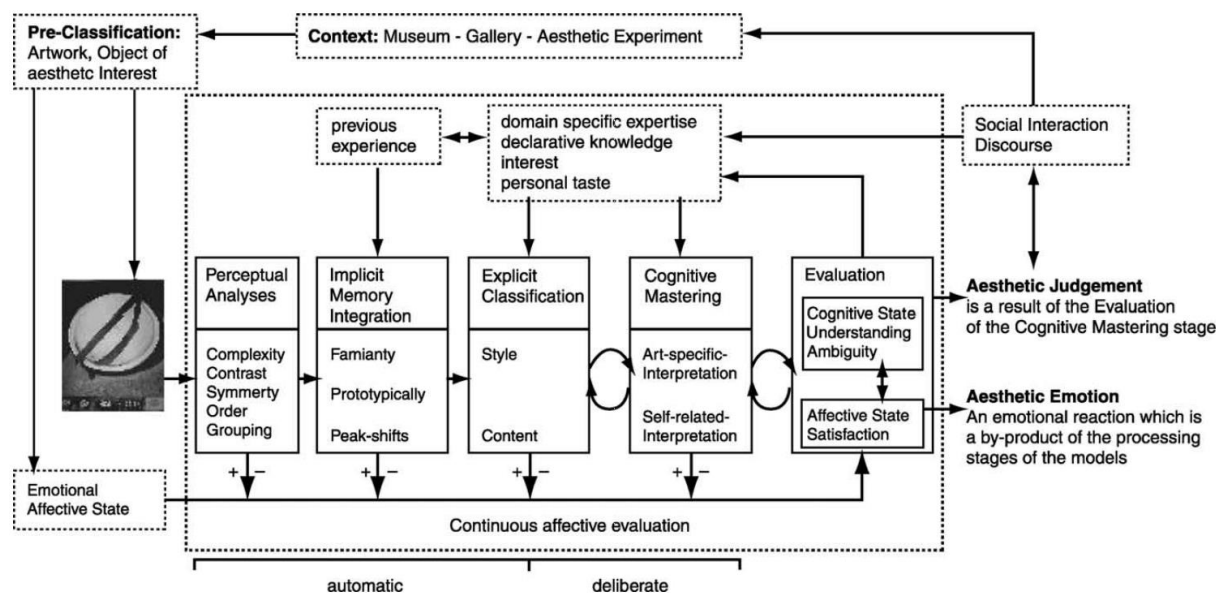 Pre-Classification:
Artwork, Object of
aesthetc Interest
Context: Museum - Gallery - Aesthetic Experiment
previous
experience
domain specific expertise
declarative knowledge
interest
personal taste
Social Interaction
Discourse
Perceptual
Analyses
Complexity
Contrast
Symmerty
Order
Grouping
Implicit
Memory
Integration
Famianty
Prototypically
Peak-shifts
Explicit
Classification
Style
Content
Cognitive
Mastering
Art-specific-
Interpretation
Self-related-
Interpretation
Evaluation
Cognitive State
Understanding
Ambiguity
Affective State
Satisfaction
Aesthetic Judgement
is a result of the Evaluation
of the Cognitive Mastering stage
Aesthetic Emotion
An emotional reaction which is
a by-product of the processing
stages of the models
+ −
+ −
+ −
+ −
Emotional
Affective State
Continuous affective evaluation
automatic
deliberate